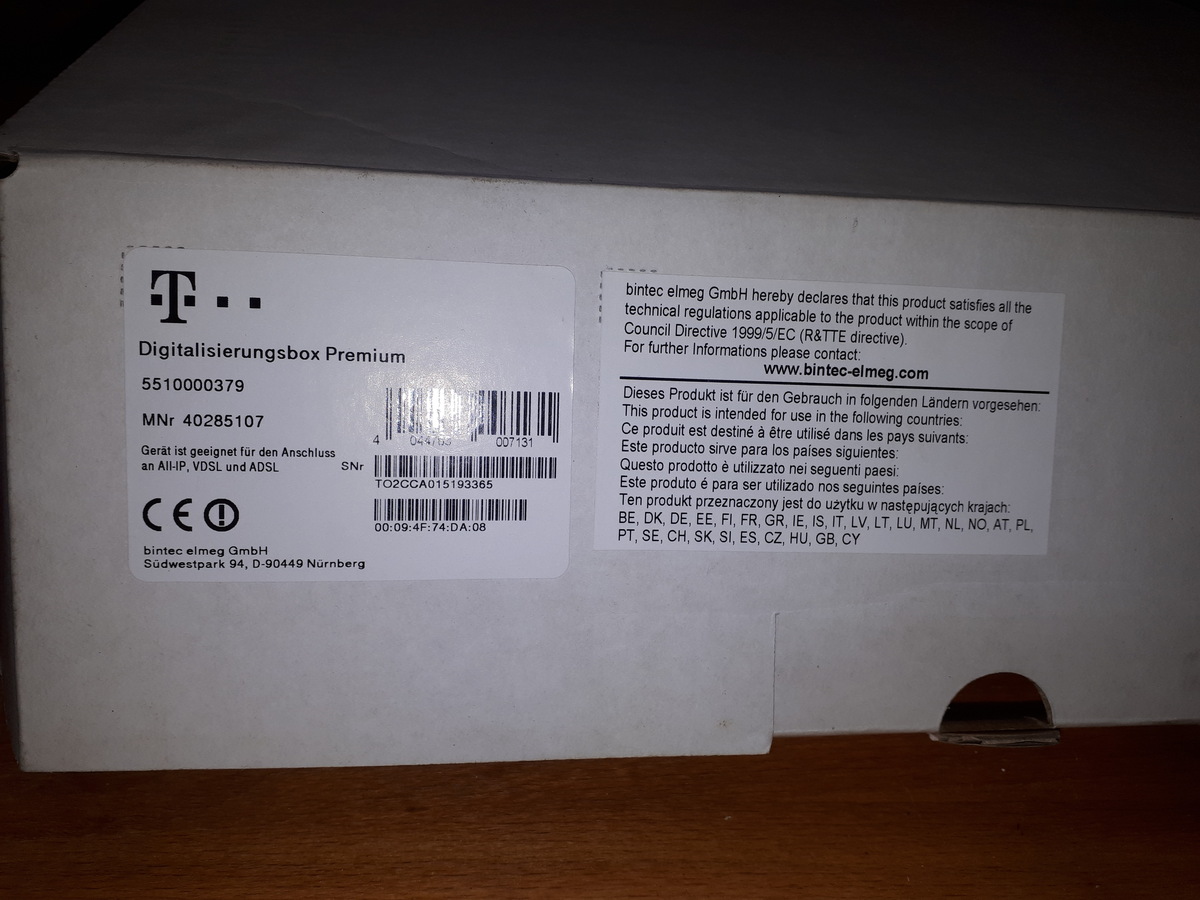 T
Digitalisierungsbox Premium
5510000379
MNr 40285107
Gerät ist geeignet für den Anschluss
an All-IP, VDSL und ADSL
4 007131
SNr
TO2CCA015193365
00:09:4F:74:DA:08
CE
bintec elmeg GmbH
Südwestpark 94, D-90449 Nürnberg
bintec elmeg GmbH hereby declares that this product satisfies all the
technical regulations applicable to the product within the scope of
Council Directive 1999/5/EC (R&TTE directive).
For further Informations please contact:
www.bintec-elmeg.com
Dieses Produkt ist für den Gebrauch in folgenden Ländern vorgesehen:
This product is intended for use in the following countries:
Ce produit est destiné à être utilisé dans les pays suivants:
Este producto sirve para los países siguientes:
Questo prodotto è utilizzato nei seguenti paesi:
Este produto é para ser utilizado nos seguintes países:
Ten produkt przeznaczony jest do użytku w następujących krajach:
BE, DK, DE, EE, FI, FR, GR, IE, IS, IT, LV, LT, LU, MT, NL, NO, AT, PL,
PT, SE, CH, SK, SI, ES, CZ, HU, GB, CY